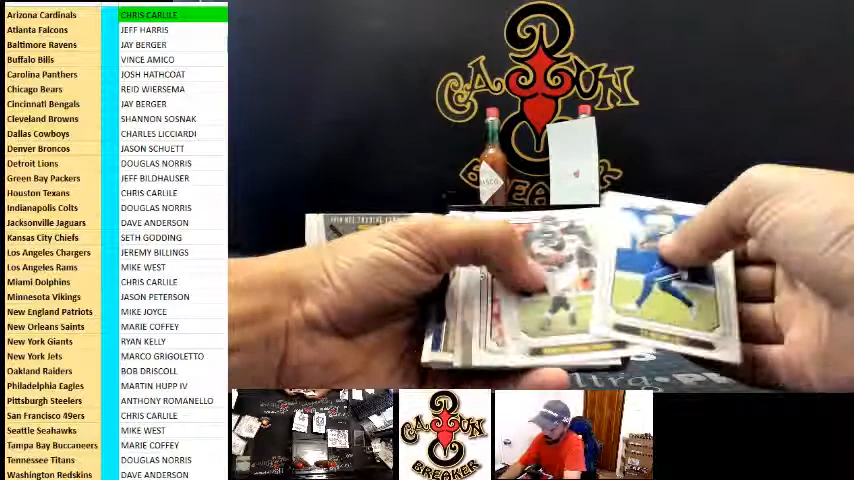 Arizona Cardinals CHRIS CARLILE
Atlanta Falcons JEFF HARRIS
Baltimore Ravens JAY BERGER
Buffalo Bills VINCE AMICO
Carolina Panthers JOSH HATHCOAT
Chicago Bears REID WIERSEMA
Cincinnati Bengals JAY BERGER
Cleveland Browns SHANNON SOSNAK
Dallas Cowboys CHARLES LICCIARDI
Denver Broncos JASON SCHUETT
Detroit Lions DOUGLAS NORRIS
Green Bay Packers JEFF BILDHAUSER
Houston Texans CHRIS CARLILE
Indianapolis Colts DOUGLAS NORRIS
Jacksonville Jaguars DAVE ANDERSON
Kansas City Chiefs SETH GODDING
Los Angeles Chargers JEREMY BILLINGS
Los Angeles Rams MIKE WEST
Miami Dolphins CHRIS CARLILE
Minnesota Vikings JASON PETERSON
New England Patriots MIKE JOYCE
New Orleans Saints MARIE COFFEY
New York Giants RYAN KELLY
New York Jets MARCO GRIGOLETTO
Oakland Raiders BOB DRISCOLL
Philadelphia Eagles MARTIN HUPP IV
Pittsburgh Steelers ANTHONY ROMANELLO
San Francisco 49ers CHRIS CARLILE
Seattle Seahawks MIKE WEST
Tampa Bay Buccaneers MARIE COFFEY
Tennessee Titans DOUGLAS NORRIS
Washington Redskins DAVE ANDERSON
CAJUN
BREAKER
CAJUN
BREAKER